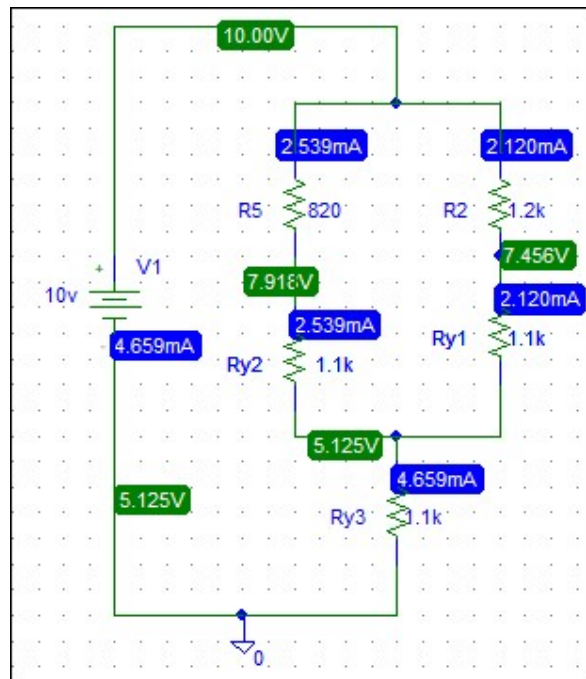 10.00V
2.539mA
2.120mA
R5
820
R2
1.2k
+
V1
7.456V
7.918V
10v
2.120mA
2.539mA
4.659mA
Ry1
1.1k
Ry2
1.1k
5.125V
4.659mA
5.125V
Ry3
1.1k
0